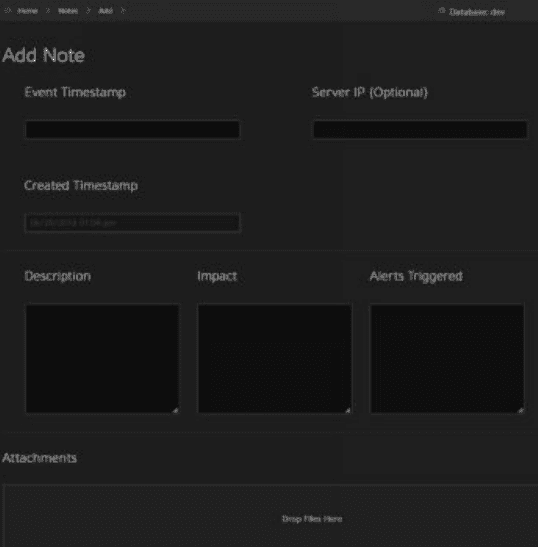 Home > Notes > Add >
Database: dev
Add Note
Event Timestamp
Server IP (Optional)
Created Timestamp
Description
Impact
Alerts Triggered
Attachments
Drop Files Here